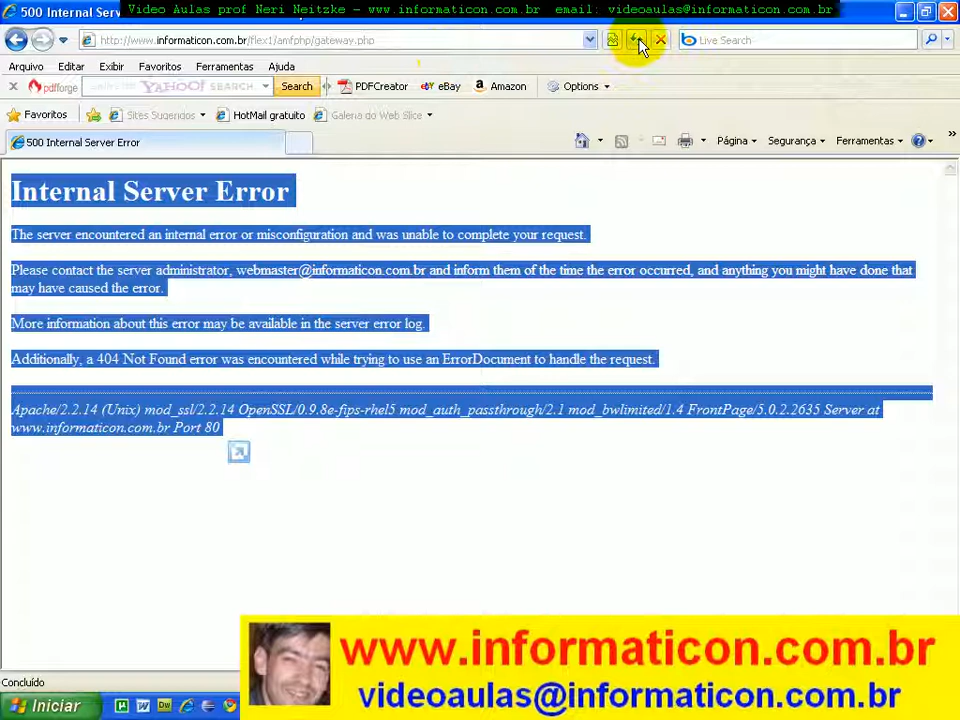 500 Internal Serv
Video Aulas prof Neri Neitzke - www.informaticon.com.br email: videoaulas@informaticon.com.br
http://www.informaticon.com.br/flex1/amfphp/gateway.php
Live Search
Arquivo Editar Exibir Favoritos Ferramentas Ajuda
pdfforge YAHOO! SEARCH Search PDFCreator eBay Amazon Options
Favoritos Sites Sugeridos HotMail gratuito Galeria do Web Slice
500 Internal Server Error Página Segurança Ferramentas
Internal Server Error
The server encountered an internal error or misconfiguration and was unable to complete your request.
Please contact the server administrator, webmaster@informaticon.com.br and inform them of the time the error occurred, and anything you might have done that
may have caused the error.
More information about this error may be available in the server error log.
Additionally, a 404 Not Found error was encountered while trying to use an ErrorDocument to handle the request.
Apache/2.2.14 (Unix) mod_ssl/2.2.14 OpenSSL/0.9.8e-fips-rhel5 mod_auth_passthrough/2.1 mod_bwlimited/1.4 FrontPage/5.0.2.2635 Server at
www.informaticon.com.br Port 80
www.informaticon.com.br
videoaulas@informaticon.com.br
Concluído
Iniciar